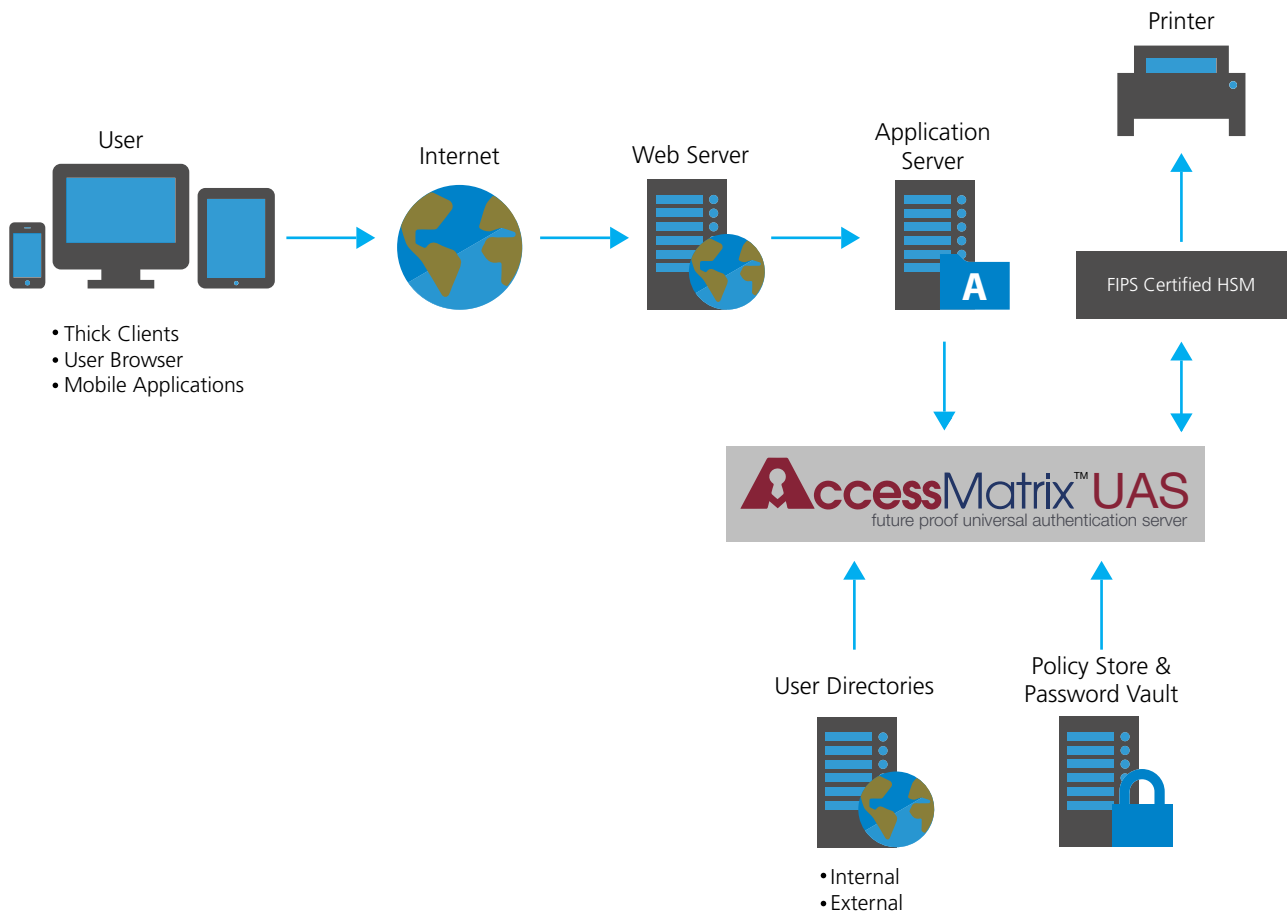 Printer
User
Internet
Web Server
Application
Server
A
FIPS Certified HSM
• Thick Clients
• User Browser
• Mobile Applications
AccessMatrix™ UAS
future proof universal authentication server
User Directories
Policy Store &
Password Vault
• Internal
• External